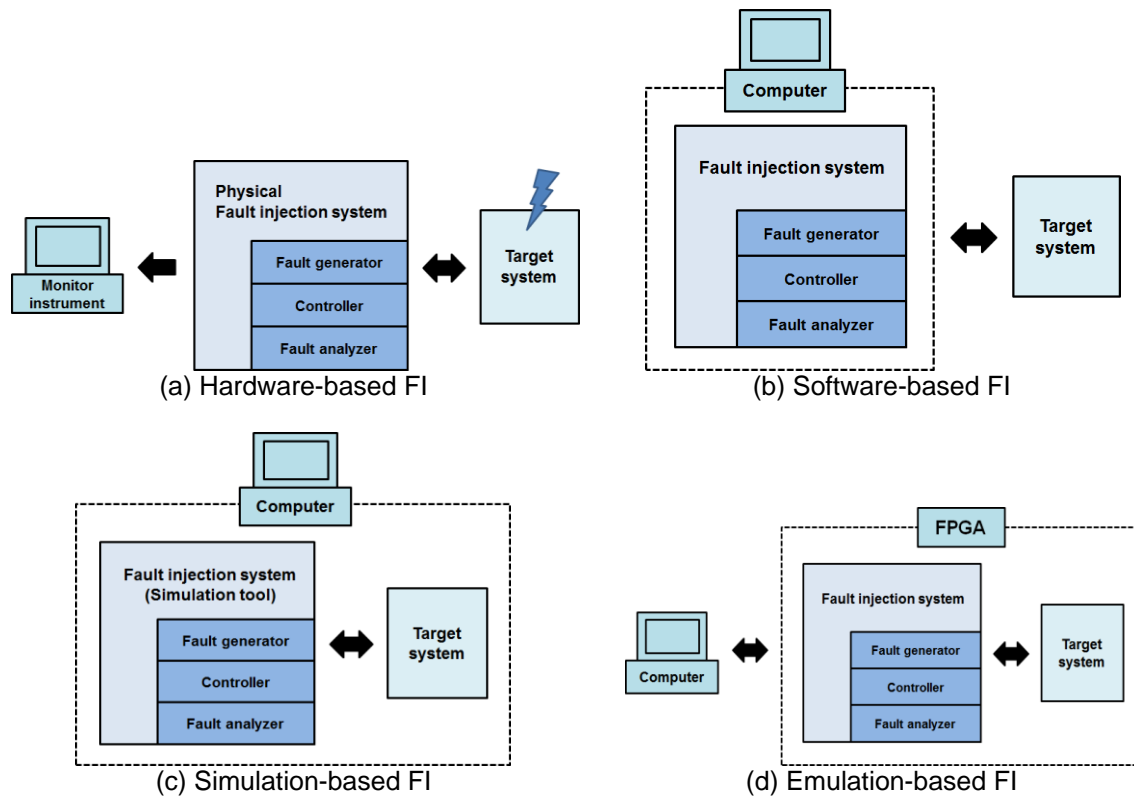 Physical
Fault injection system
Fault generator
Controller
Fault analyzer
Monitor
instrument
Target
system
(a) Hardware-based FI
Computer
Fault injection system
Fault generator
Controller
Fault analyzer
Target
system
(b) Software-based FI
Computer
Fault injection system
(Simulation tool)
Fault generator
Controller
Fault analyzer
Target
system
(c) Simulation-based FI
FPGA
Fault injection system
Fault generator
Controller
Fault analyzer
Computer
Target
system
(d) Emulation-based FI